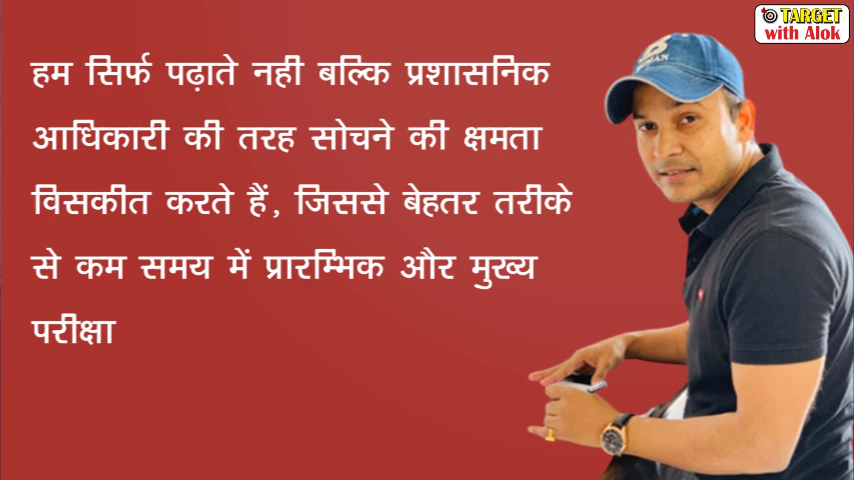 TARGET
with Alok
हम सिर्फ पढ़ाते नही बल्कि प्रशासनिक
आधिकारी की तरह सोचने की क्षमता
विसकीत करते हैं, जिससे बेहतर तरीके
से कम समय में प्रारम्भिक और मुख्य
परीक्षा